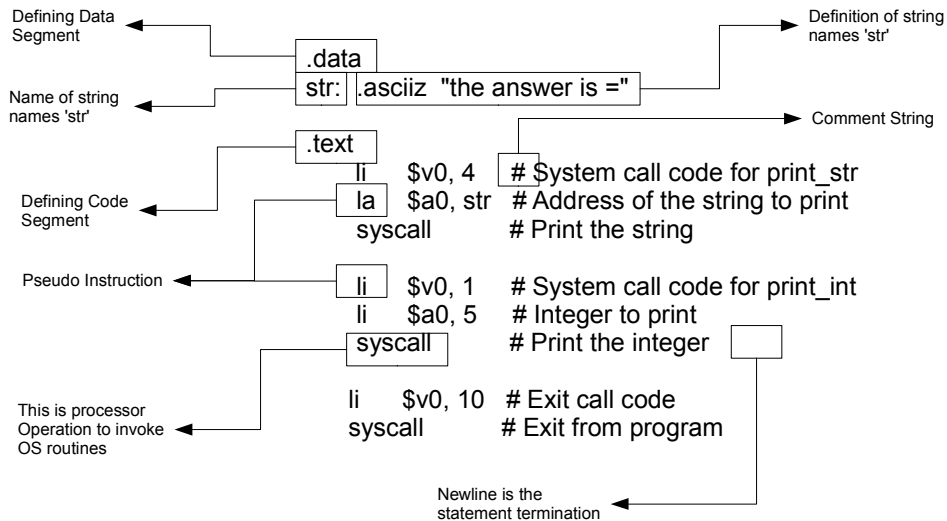 Defining Data
Segment
Definition of string
names 'str'
.data
str: .asciiz "the answer is ="
Name of string
names 'str'
Comment String
.text
li $v0, 4 # System call code for print_str
la $a0, str # Address of the string to print
syscall # Print the string
Defining Code
Segment
Pseudo Instruction
li $v0, 1 # System call code for print_int
li $a0, 5 # Integer to print
syscall # Print the integer
li $v0, 10 # Exit call code
syscall # Exit from program
This is processor
Operation to invoke
OS routines
Newline is the
statement termination